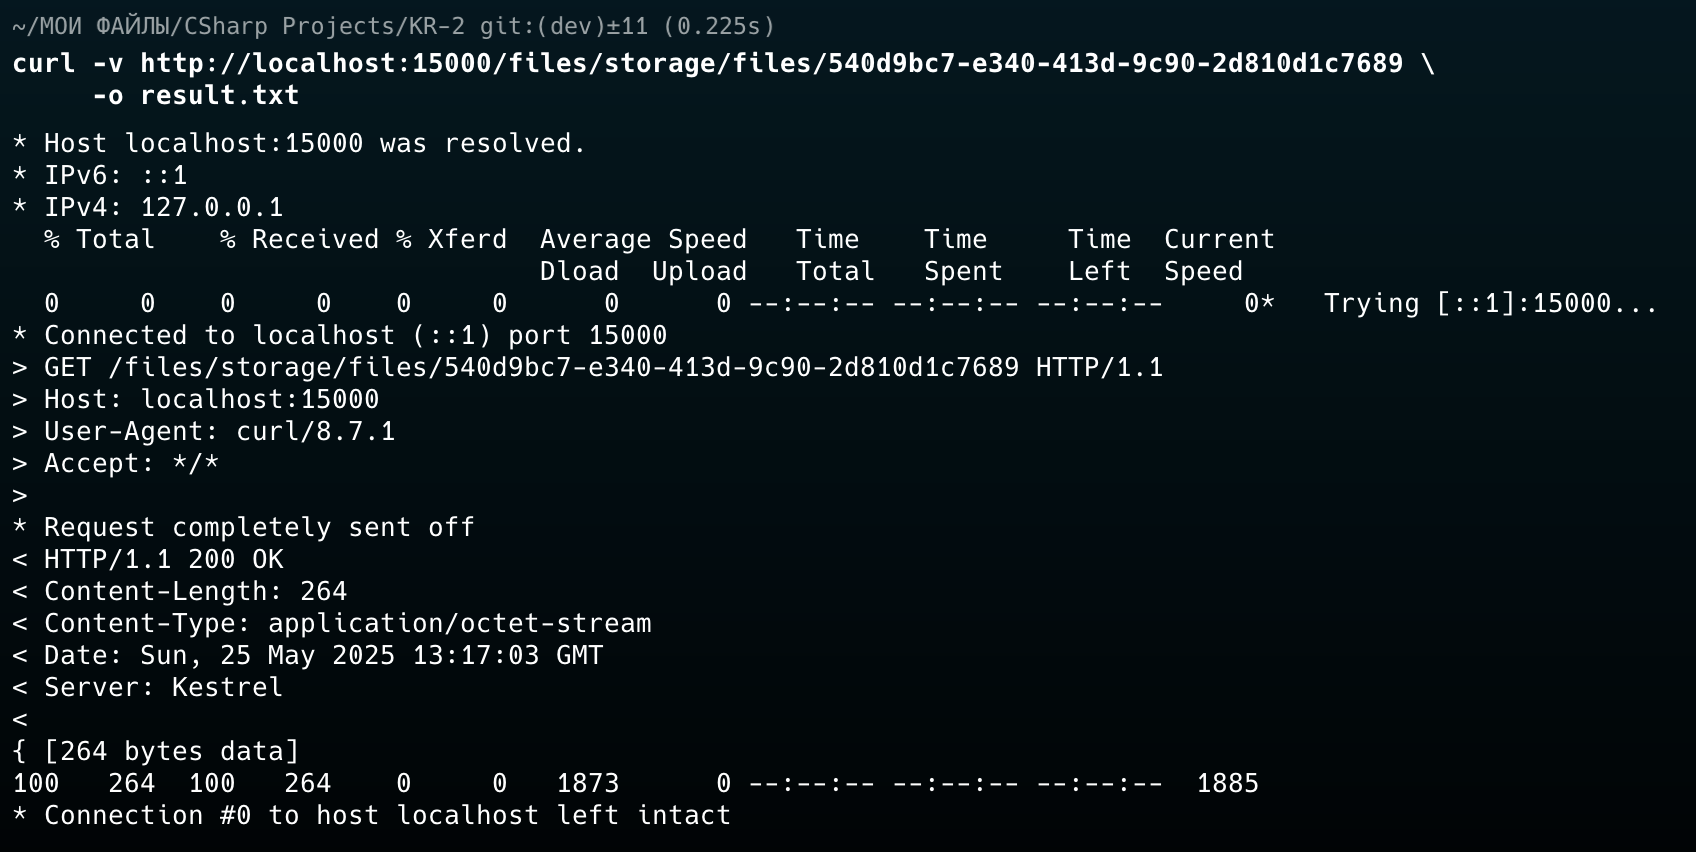 ~/МОИ ФАЙЛЫ/CSharp Projects/KR-2 git:(dev)±11 (0.225s)
curl -v http://localhost:15000/files/storage/files/540d9bc7-e340-413d-9c90-2d810d1c7689 \
     -o result.txt
* Host localhost:15000 was resolved.
* IPv6: ::1
* IPv4: 127.0.0.1
  % Total    % Received % Xferd  Average Speed   Time    Time     Time  Current
                                 Dload  Upload   Total   Spent    Left  Speed
  0     0    0     0    0     0      0      0 --:--:-- --:--:-- --:--:--     0*   Trying [::1]:15000...
* Connected to localhost (::1) port 15000
> GET /files/storage/files/540d9bc7-e340-413d-9c90-2d810d1c7689 HTTP/1.1
> Host: localhost:15000
> User-Agent: curl/8.7.1
> Accept: */*
>
* Request completely sent off
< HTTP/1.1 200 OK
< Content-Length: 264
< Content-Type: application/octet-stream
< Date: Sun, 25 May 2025 13:17:03 GMT
< Server: Kestrel
<
{ [264 bytes data]
100   264  100   264    0     0   1873      0 --:--:-- --:--:-- --:--:--  1885
* Connection #0 to host localhost left intact